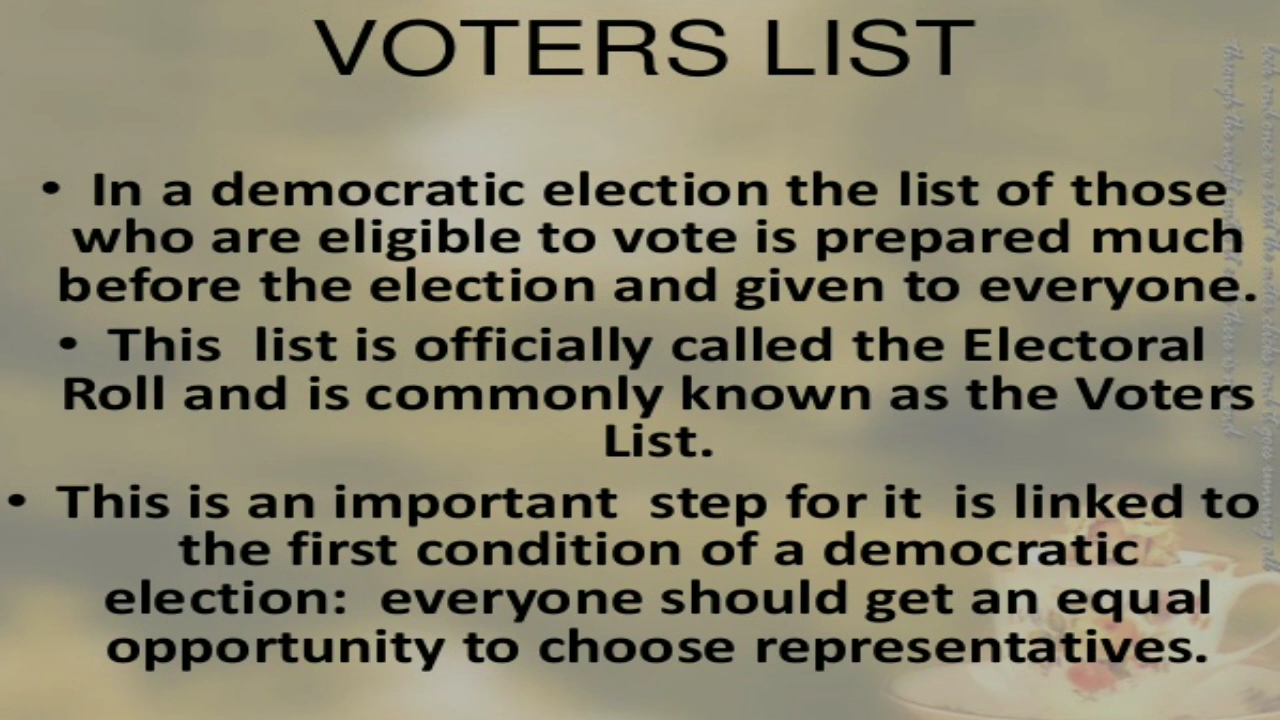 VOTERS LIST
• In a democratic election the list of those
who are eligible to vote is prepared much
before the election and given to everyone.
• This list is officially called the Electoral
Roll and is commonly known as the Voters
List.
• This is an important step for it is linked to
the first condition of a democratic
election: everyone should get an equal
opportunity to choose representatives.